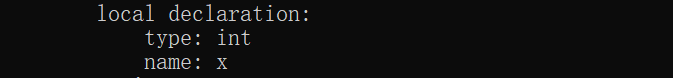 local declaration:
type: int
name: x